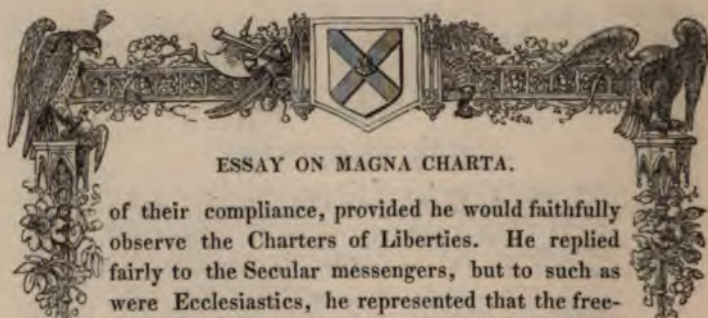 ESSAY ON MAGNA CHARTA.
of their compliance, provided he would faithfully
observe the Charters of Liberties. He replied
fairly to the Secular messengers, but to such as
were Ecclesiastics, he represented that the free-